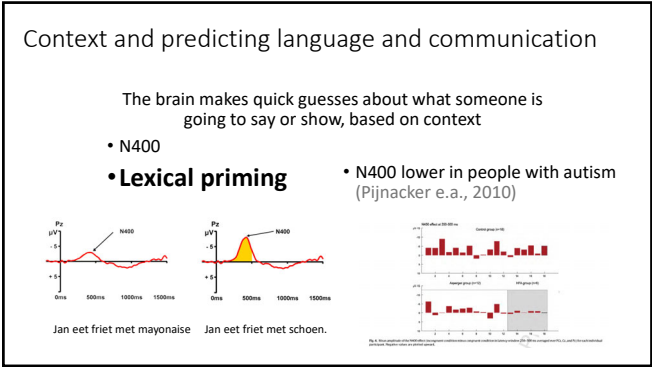 Context and predicting language and communication
The brain makes quick guesses about what someone is
going to say or show, based on context
• N400
• Lexical priming
• N400 lower in people with autism
(Pijnacker e.a., 2010)
Pz
µV
N400
- 5
+ 5
0ms 500ms 1000ms 1500ms
Jan eet friet met mayonaise
Pz
µV
N400
- 5
+ 5
0ms 500ms 1000ms 1500ms
Jan eet friet met schoen.
Control group
Asperger group
HFA group